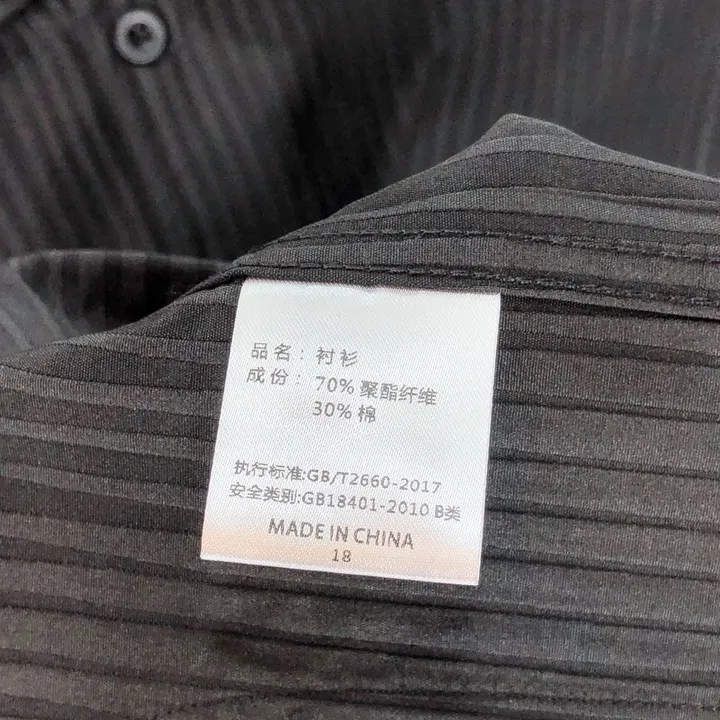 品名：衬衫
成份：70% 聚酯纤维
30% 棉
执行标准:GB/T2660-2017
安全类别:GB18401-2010 B类
MADE IN CHINA
18